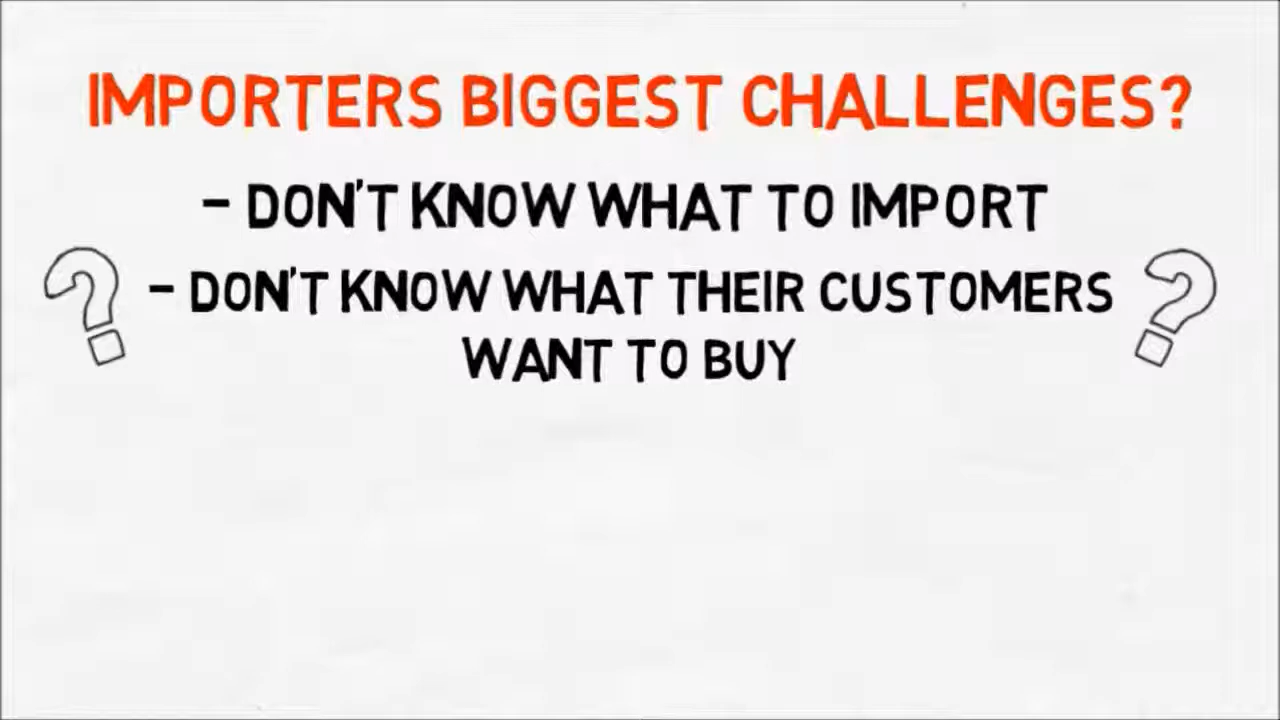 IMPORTERS BIGGEST CHALLENGES?
- DON'T KNOW WHAT TO IMPORT
- DON'T KNOW WHAT THEIR CUSTOMERS
WANT TO BUY